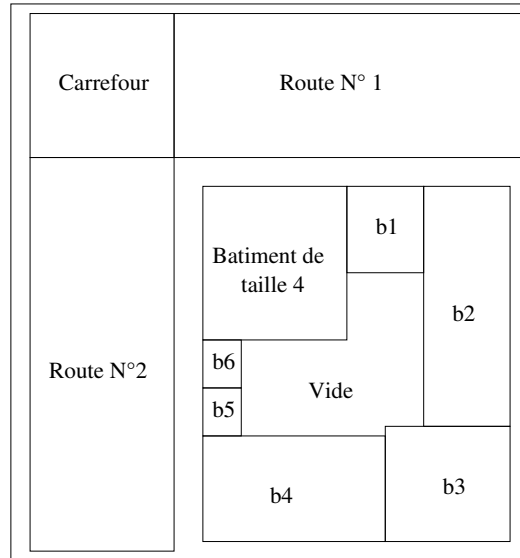 Carrefour
Route N° 1
b1
Batiment de
taille 4
b2
b6
Route N°2
Vide
b5
b4
b3